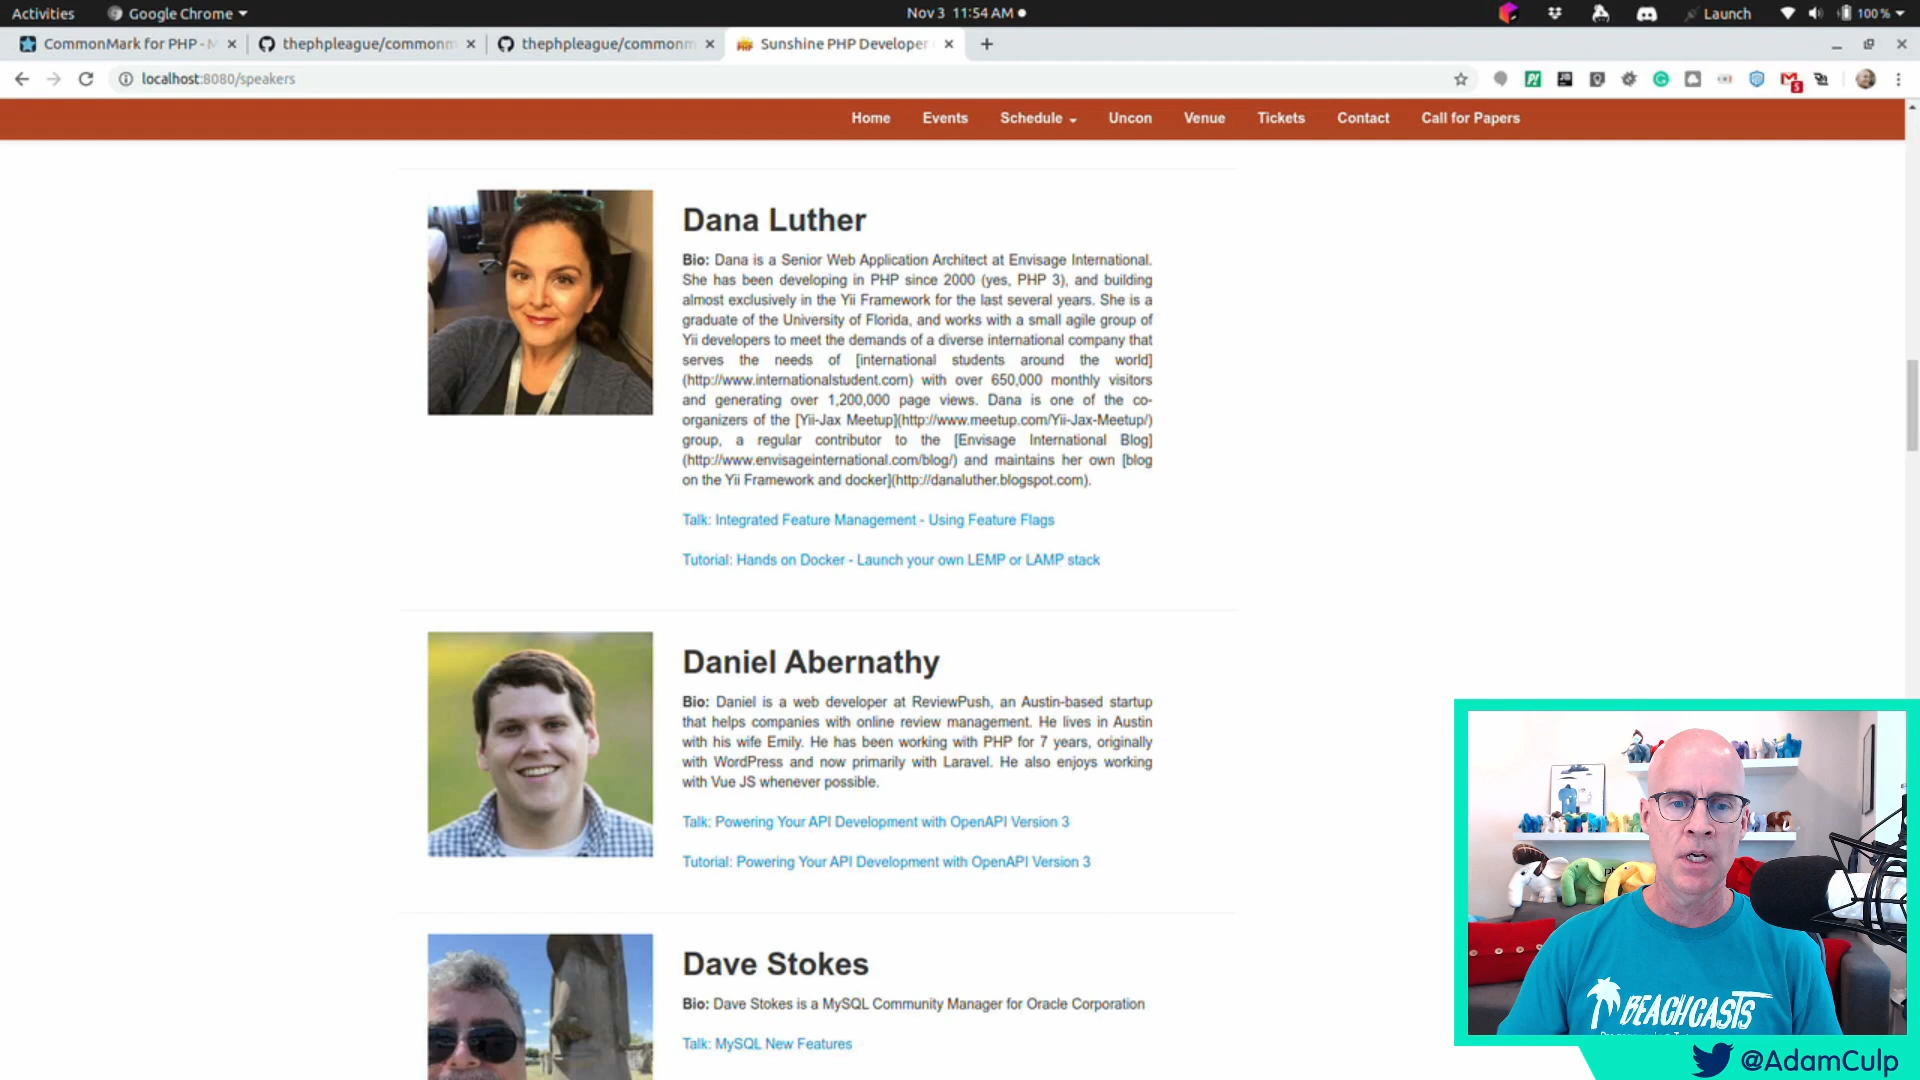 Activities
Google Chrome
Nov 3 11:54 AM
Launch
100 %
CommonMark for PHP - M
thephpleague/commonm
thephpleague/commonm
Sunshine PHP Developer
localhost:8080/speakers
5
Home
Events
Schedule
Uncon
Venue
Tickets
Contact
Call for Papers
Dana Luther
Bio: Dana is a Senior Web Application Architect at Envisage International.
She has been developing in PHP since 2000 (yes, PHP 3), and building
almost exclusively in the Yii Framework for the last several years. She is a
graduate of the University of Florida, and works with a small agile group of
Yii developers to meet the demands of a diverse international company that
serves the needs of [international students around the world]
(http://www.internationalstudent.com) with over 650,000 monthly visitors
and generating over 1,200,000 page views. Dana is one of the co-
organizers of the [Yii-Jax Meetup](http://www.meetup.com/Yii-Jax-Meetup/)
group, a regular contributor to the [Envisage International Blog]
(http://www.envisageinternational.com/blog/) and maintains her own [blog
on the Yii Framework and docker](http://danaluther.blogspot.com).
Talk: Integrated Feature Management - Using Feature Flags
Tutorial: Hands on Docker - Launch your own LEMP or LAMP stack
Daniel Abernathy
Bio: Daniel is a web developer at ReviewPush, an Austin-based startup
that helps companies with online review management. He lives in Austin
with his wife Emily. He has been working with PHP for 7 years, originally
with WordPress and now primarily with Laravel. He also enjoys working
with Vue JS whenever possible.
Talk: Powering Your API Development with OpenAPI Version 3
Tutorial: Powering Your API Development with OpenAPI Version 3
Dave Stokes
Bio: Dave Stokes is a MySQL Community Manager for Oracle Corporation
Talk: MySQL New Features
BEACHCASTS
@AdamCulp